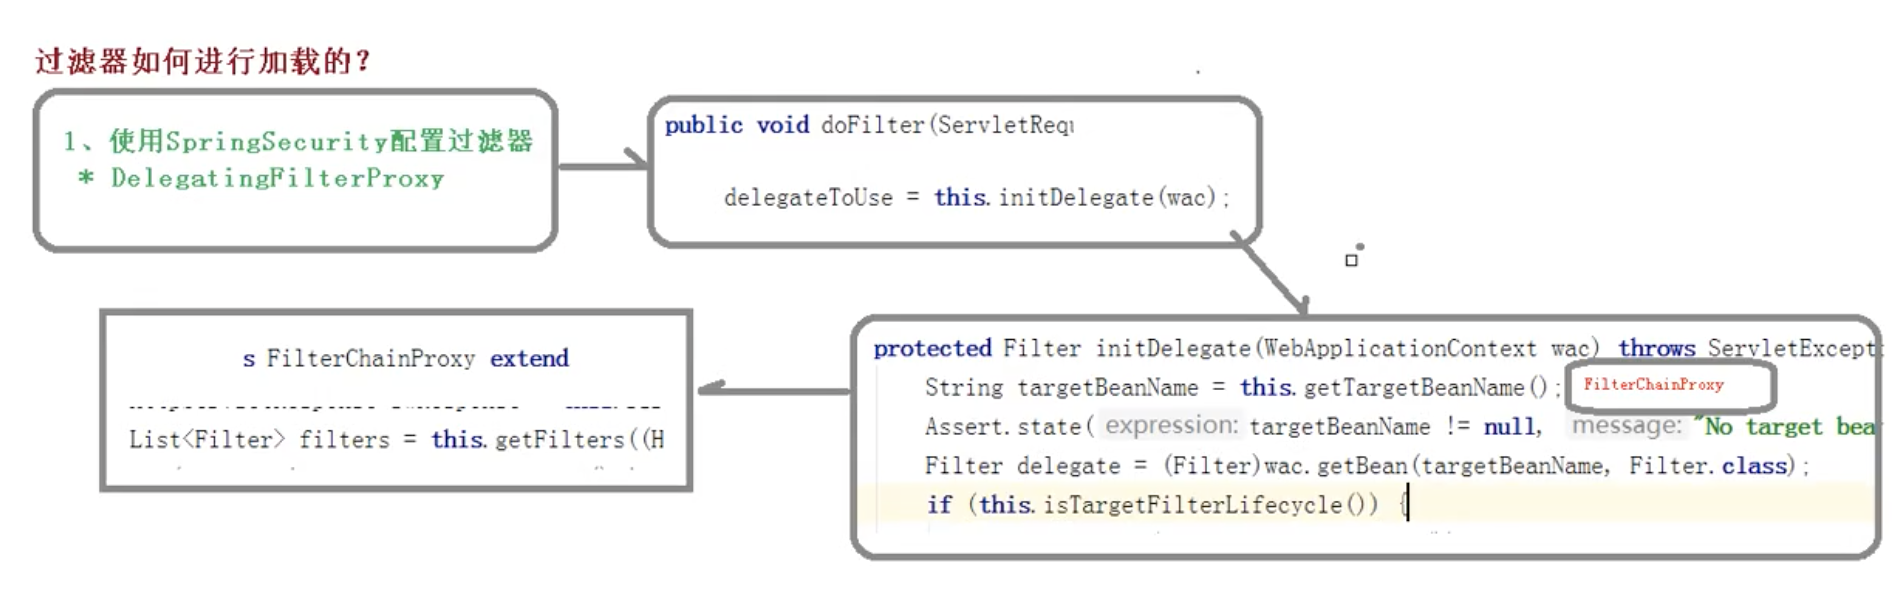 过滤器如何进行加载的？
1、使用SpringSecurity配置过滤器
* DelegatingFilterProxy
public void doFilter(ServletRequ
delegateToUse = this.initDelegate(wac);
protected Filter initDelegate(WebApplicationContext wac) throws ServletExcept
String targetBeanName = this.getTargetBeanName();
FilterChainProxy
Assert.state( expression: targetBeanName != null, message: "No target bea
Filter delegate = (Filter)wac.getBean(targetBeanName, Filter.class);
if (this.isTargetFilterLifecycle()) {
s FilterChainProxy extend
List<Filter> filters = this.getFilters((H